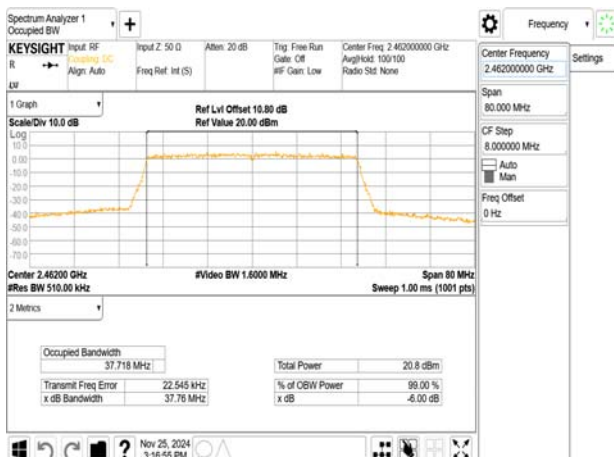 Spectrum Analyzer 1
Occupied BW
Frequency
KEYSIGHT
Input: RF
Coupling: DC
Align: Auto
Input Z: 50 Ω
Freq Ref: Int (S)
Atten: 20 dB
Trig: Free Run
Gate: Off
#IF Gain: Low
Center Freq: 2.462000000 GHz
Avg|Hold: 100/100
Radio Std: None
R
Center Frequency
2.462000000 GHz
Settings
Span
80.000 MHz
CF Step
8.000000 MHz
Auto
Man
Freq Offset
0 Hz
1 Graph
Scale/Div 10.0 dB
Ref Lvl Offset 10.80 dB
Ref Value 20.00 dBm
Log
10.0
0.00
-10.0
-20.0
-30.0
-40.0
-50.0
-60.0
-70.0
Center 2.46200 GHz
#Video BW 1.6000 MHz
Span 80 MHz
#Res BW 510.00 kHz
Sweep 1.00 ms (1001 pts)
2 Metrics
Occupied Bandwidth
37.718 MHz
Total Power
20.8 dBm
Transmit Freq Error
22.545 kHz
% of OBW Power
99.00 %
x dB Bandwidth
37.76 MHz
x dB
-6.00 dB
?
Nov 25, 2024
3:16:55 PM